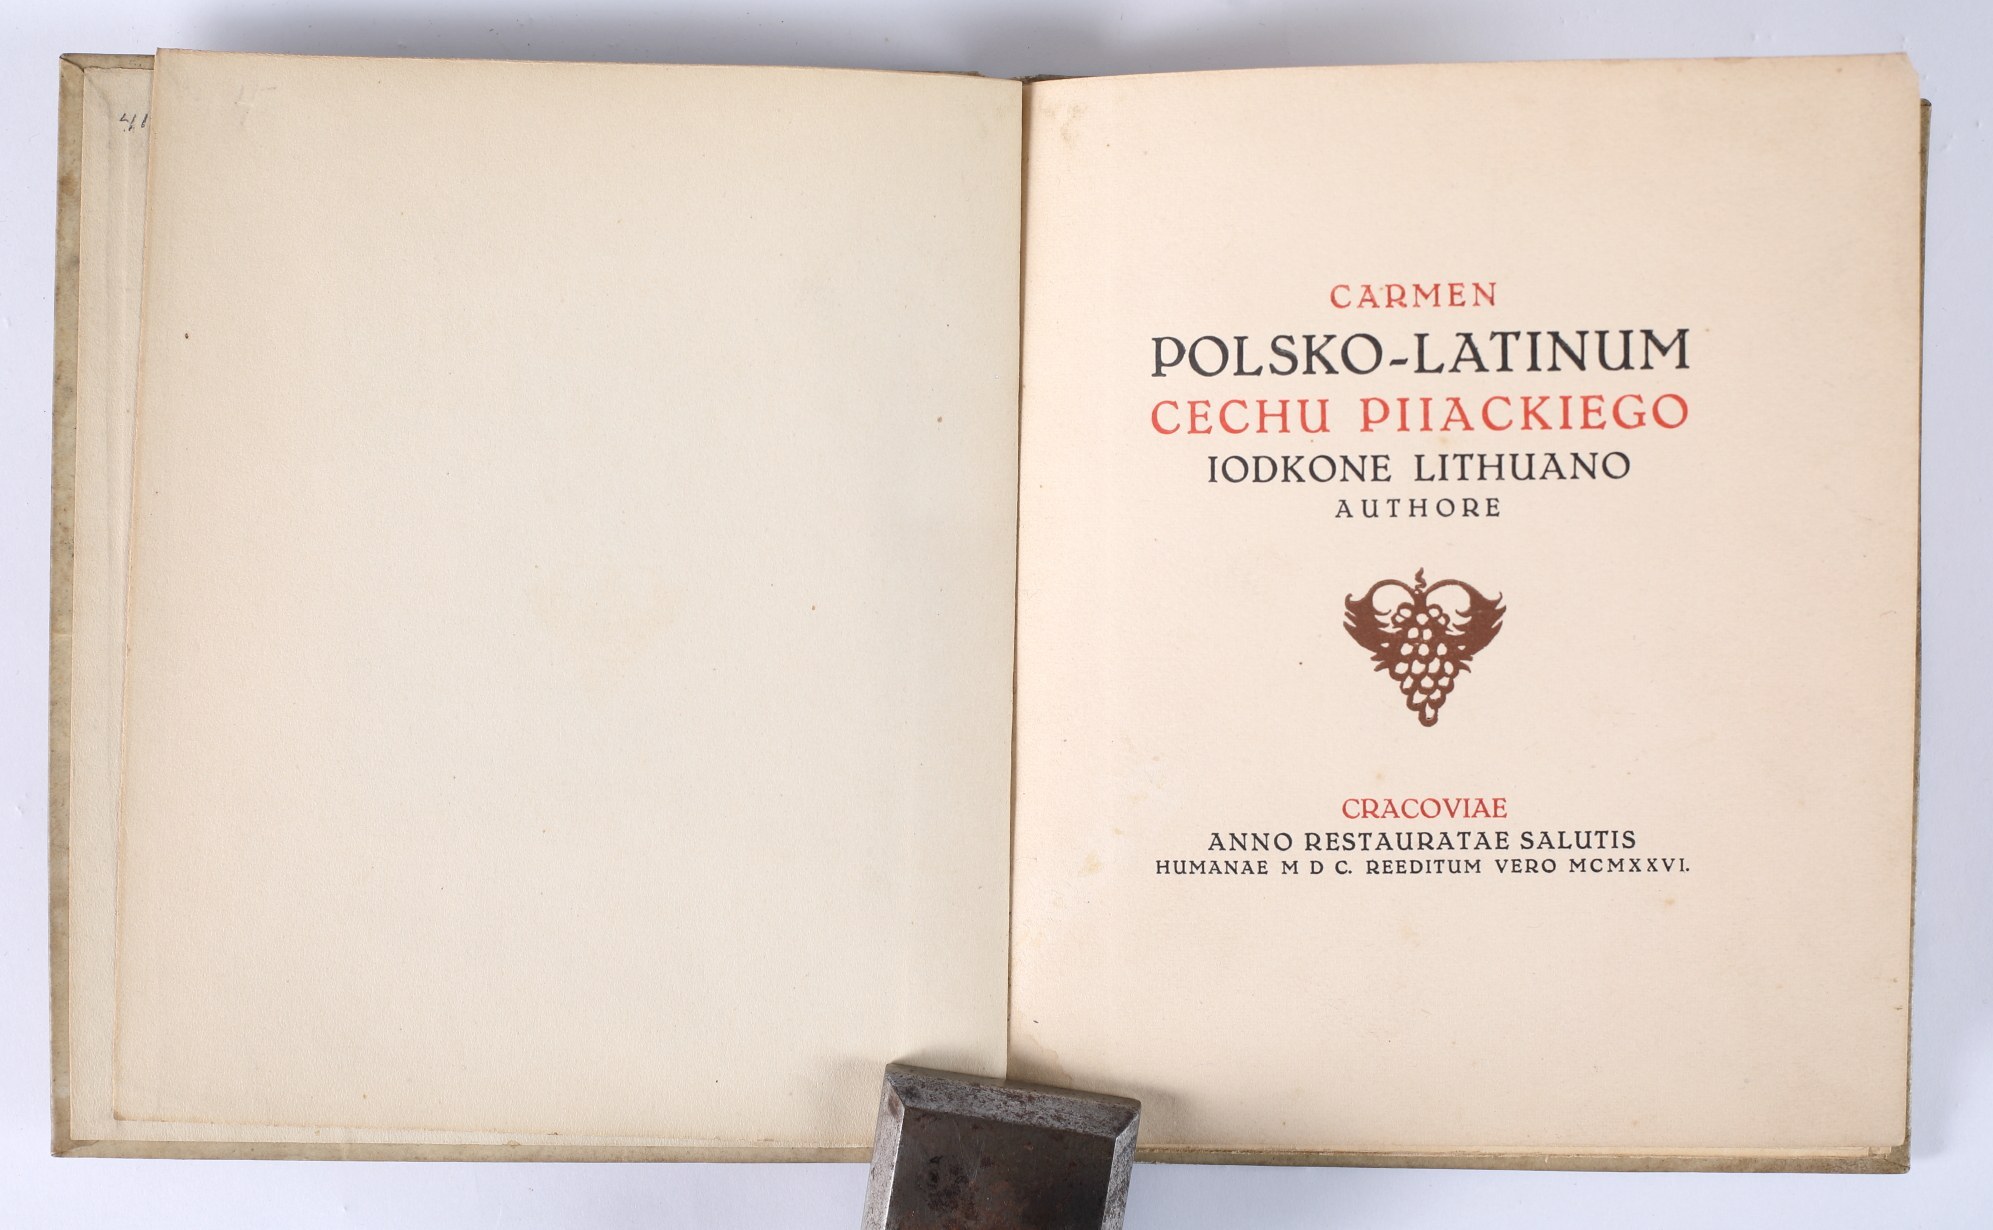 CARMEN
POLSKO-LATINUM
CECHU PIIACKIEGO
IODKONE LITHUANO
AUTHORE
CRACOVIAE
ANNO RESTAURATAE SALUTIS
HUMANAE M D C. REEDITUM VERO MCMXXVI.